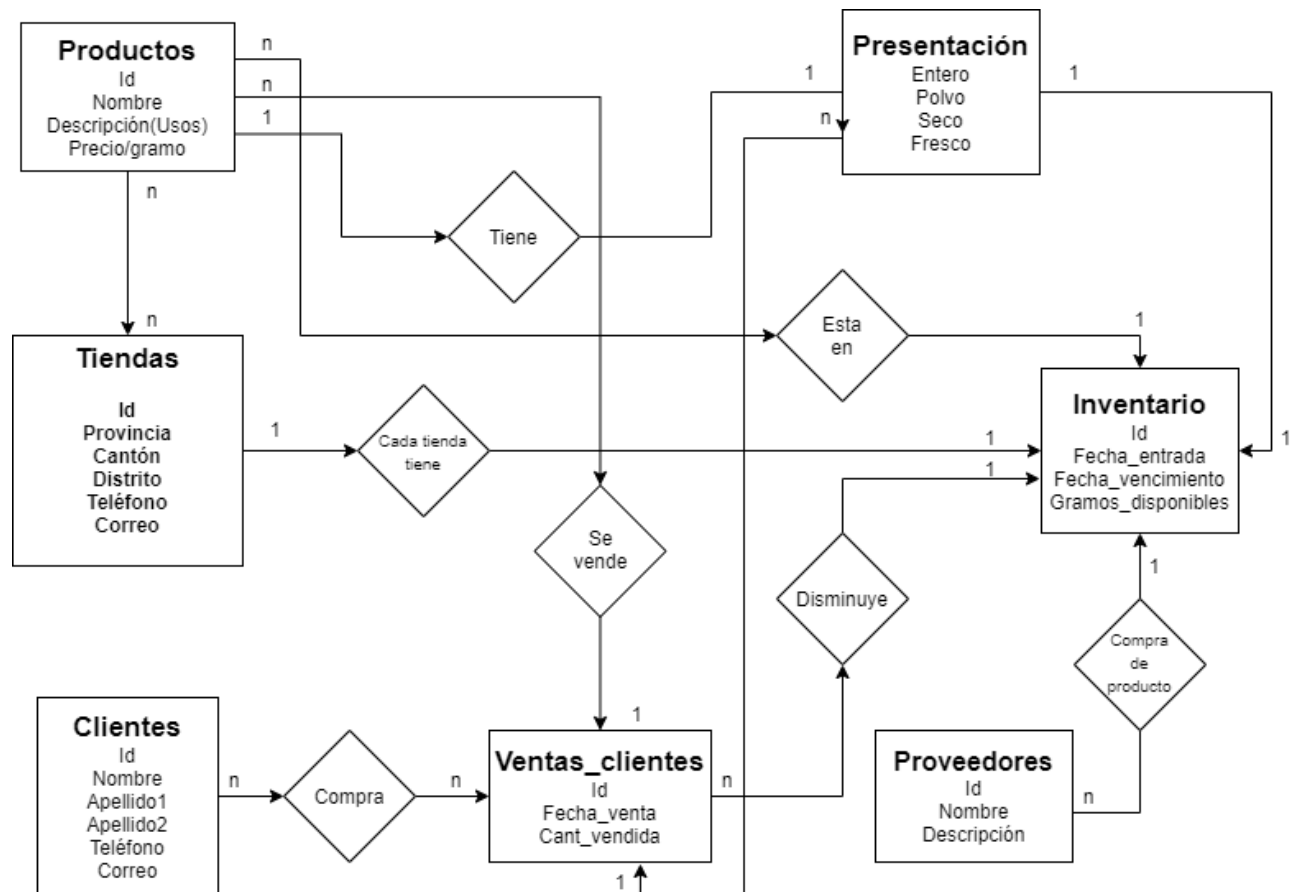 Productos
Id
Nombre
Descripción(Usos)
Precio/gramo
n
n
1
n
n
Presentación
Entero
Polvo
Seco
Fresco
1
n
1
1
Tiene
Esta
en
1
Tiendas
Id
Provincia
Cantón
Distrito
Teléfono
Correo
1
Cada tienda
tiene
1
1
Inventario
Id
Fecha_entrada
Fecha_vencimiento
Gramos_disponibles
Se
vende
1
Disminuye
1
Compra
de
producto
n
Clientes
Id
Nombre
Apellido1
Apellido2
Teléfono
Correo
n
Compra
n
Ventas_clientes
Id
Fecha_venta
Cant_vendida
n
1
Proveedores
Id
Nombre
Descripción